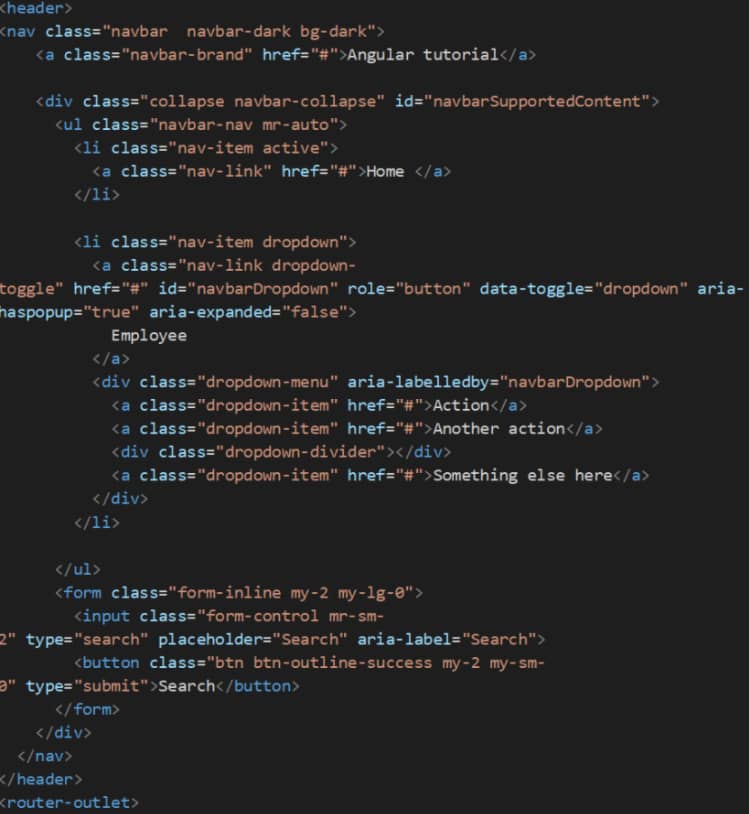 <header>
<nav class="navbar  navbar-dark bg-dark">
    <a class="navbar-brand" href="#">Angular tutorial</a>

    <div class="collapse navbar-collapse" id="navbarSupportedContent">
      <ul class="navbar-nav mr-auto">
        <li class="nav-item active">
          <a class="nav-link" href="#">Home </a>
        </li>

        <li class="nav-item dropdown">
          <a class="nav-link dropdown-
toggle" href="#" id="navbarDropdown" role="button" data-toggle="dropdown" aria-
haspopup="true" aria-expanded="false">
            Employee
          </a>
          <div class="dropdown-menu" aria-labelledby="navbarDropdown">
            <a class="dropdown-item" href="#">Action</a>
            <a class="dropdown-item" href="#">Another action</a>
            <div class="dropdown-divider"></div>
            <a class="dropdown-item" href="#">Something else here</a>
          </div>
        </li>

      </ul>
      <form class="form-inline my-2 my-lg-0">
        <input class="form-control mr-sm-
2" type="search" placeholder="Search" aria-label="Search">
        <button class="btn btn-outline-success my-2 my-sm-
0" type="submit">Search</button>
      </form>
    </div>
  </nav>
</header>
<router-outlet>